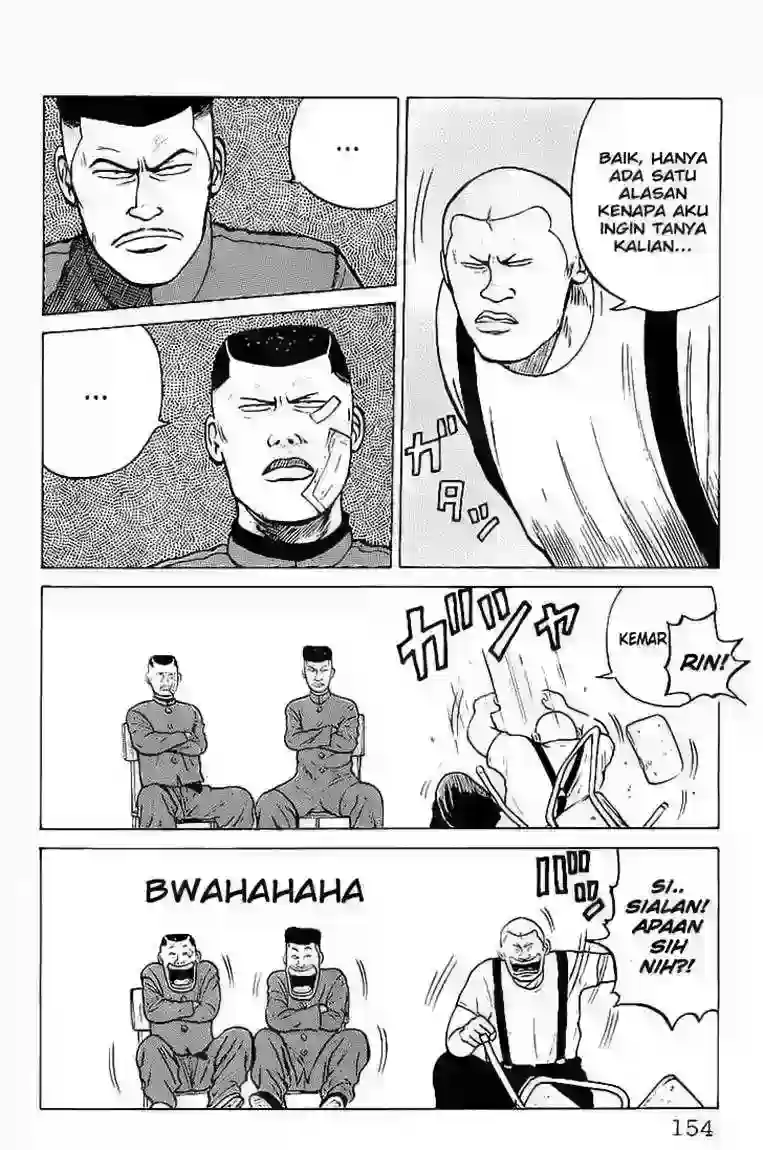 BAIK, HANYA
ADA SATU
ALASAN
KENAPA AKU
INGIN TANYA
KALIAN...
ガタッ
...
...
KEMAR
RIN!
ガシャ
SI..
SIALAN!
APAAN
SIH
NIH?!
BWAHAHAHA
154